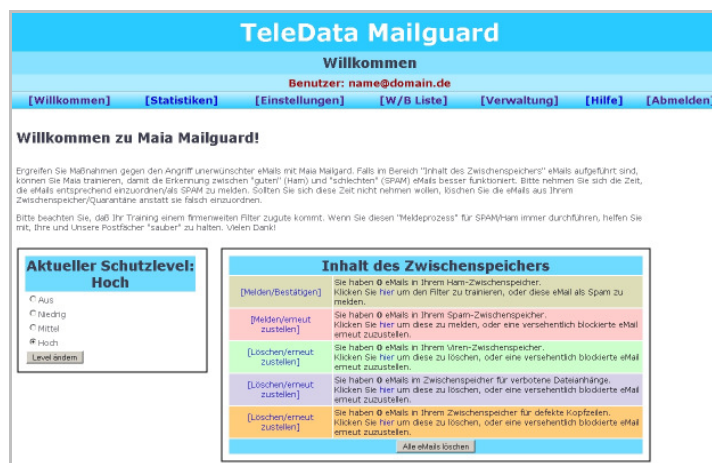 TeleData Mailguard
Willkommen
Benutzer: name@domain.de
[Willkommen] [Statistiken] [Einstellungen] [W/B Liste] [Verwaltung] [Hilfe] [Abmelden]
Willkommen zu Maia Mailguard!
Ergreifen Sie Maßnahmen gegen den Angriff unerwünschter eMails mit Maia Mailgard. Falls im Bereich "Inhalt des Zwischenspeichers" eMails aufgeführt sind,
können Sie Maia trainieren, damit die Erkennung zwischen "guten" (Ham) und "schlechten" (SPAM) eMails besser funktioniert. Bitte nehmen Sie sich die Zeit,
die eMails entsprechend einzuordnen/als SPAM zu melden. Sollten Sie sich diese Zeit nicht nehmen wollen, löschen Sie die eMails aus Ihrem
Zwischenspeicher/Quarantäne anstatt sie falsch einzuordnen.
Bitte beachten Sie, daß Ihr Training einem firmenweiten Filter zugute kommt. Wenn Sie diesen "Meldeprozess" für SPAM/Ham immer durchführen, helfen Sie
mit, Ihre und Unsere Postfächer "sauber" zu halten. Vielen Dank!
Aktueller Schutzlevel:
Hoch
Aus
Niedrig
Mittel
Hoch
Level ändern
Inhalt des Zwischenspeichers
[Melden/Bestätigen]
Sie haben 0 eMails in Ihrem Ham-Zwischenspeicher.
Klicken Sie hier um den Filter zu trainieren, oder diese eMail als Spam zu
melden.
[Melden/erneut
zustellen]
Sie haben 0 eMails in Ihrem Spam-Zwischenspeicher.
Klicken Sie hier um diese zu melden, oder eine versehentlich blockierte eMail
erneut zuzustellen.
[Löschen/erneut
zustellen]
Sie haben 0 eMails in Ihrem Viren-Zwischenspeicher.
Klicken Sie hier um diese zu löschen, oder eine versehentlich blockierte eMail
erneut zuzustellen.
[Löschen/erneut
zustellen]
Sie haben 0 eMails im Zwischenspeicher für verbotene Dateianhänge.
Klicken Sie hier um diese zu löschen, oder eine versehentlich blockierte eMail
erneut zuzustellen.
[Löschen/erneut
zustellen]
Sie haben 0 eMails in Ihrem Zwischenspeicher für defekte Kopfzeilen.
Klicken Sie hier um diese zu löschen, oder eine versehentlich blockierte eMail
erneut zuzustellen.
Alle eMails löschen